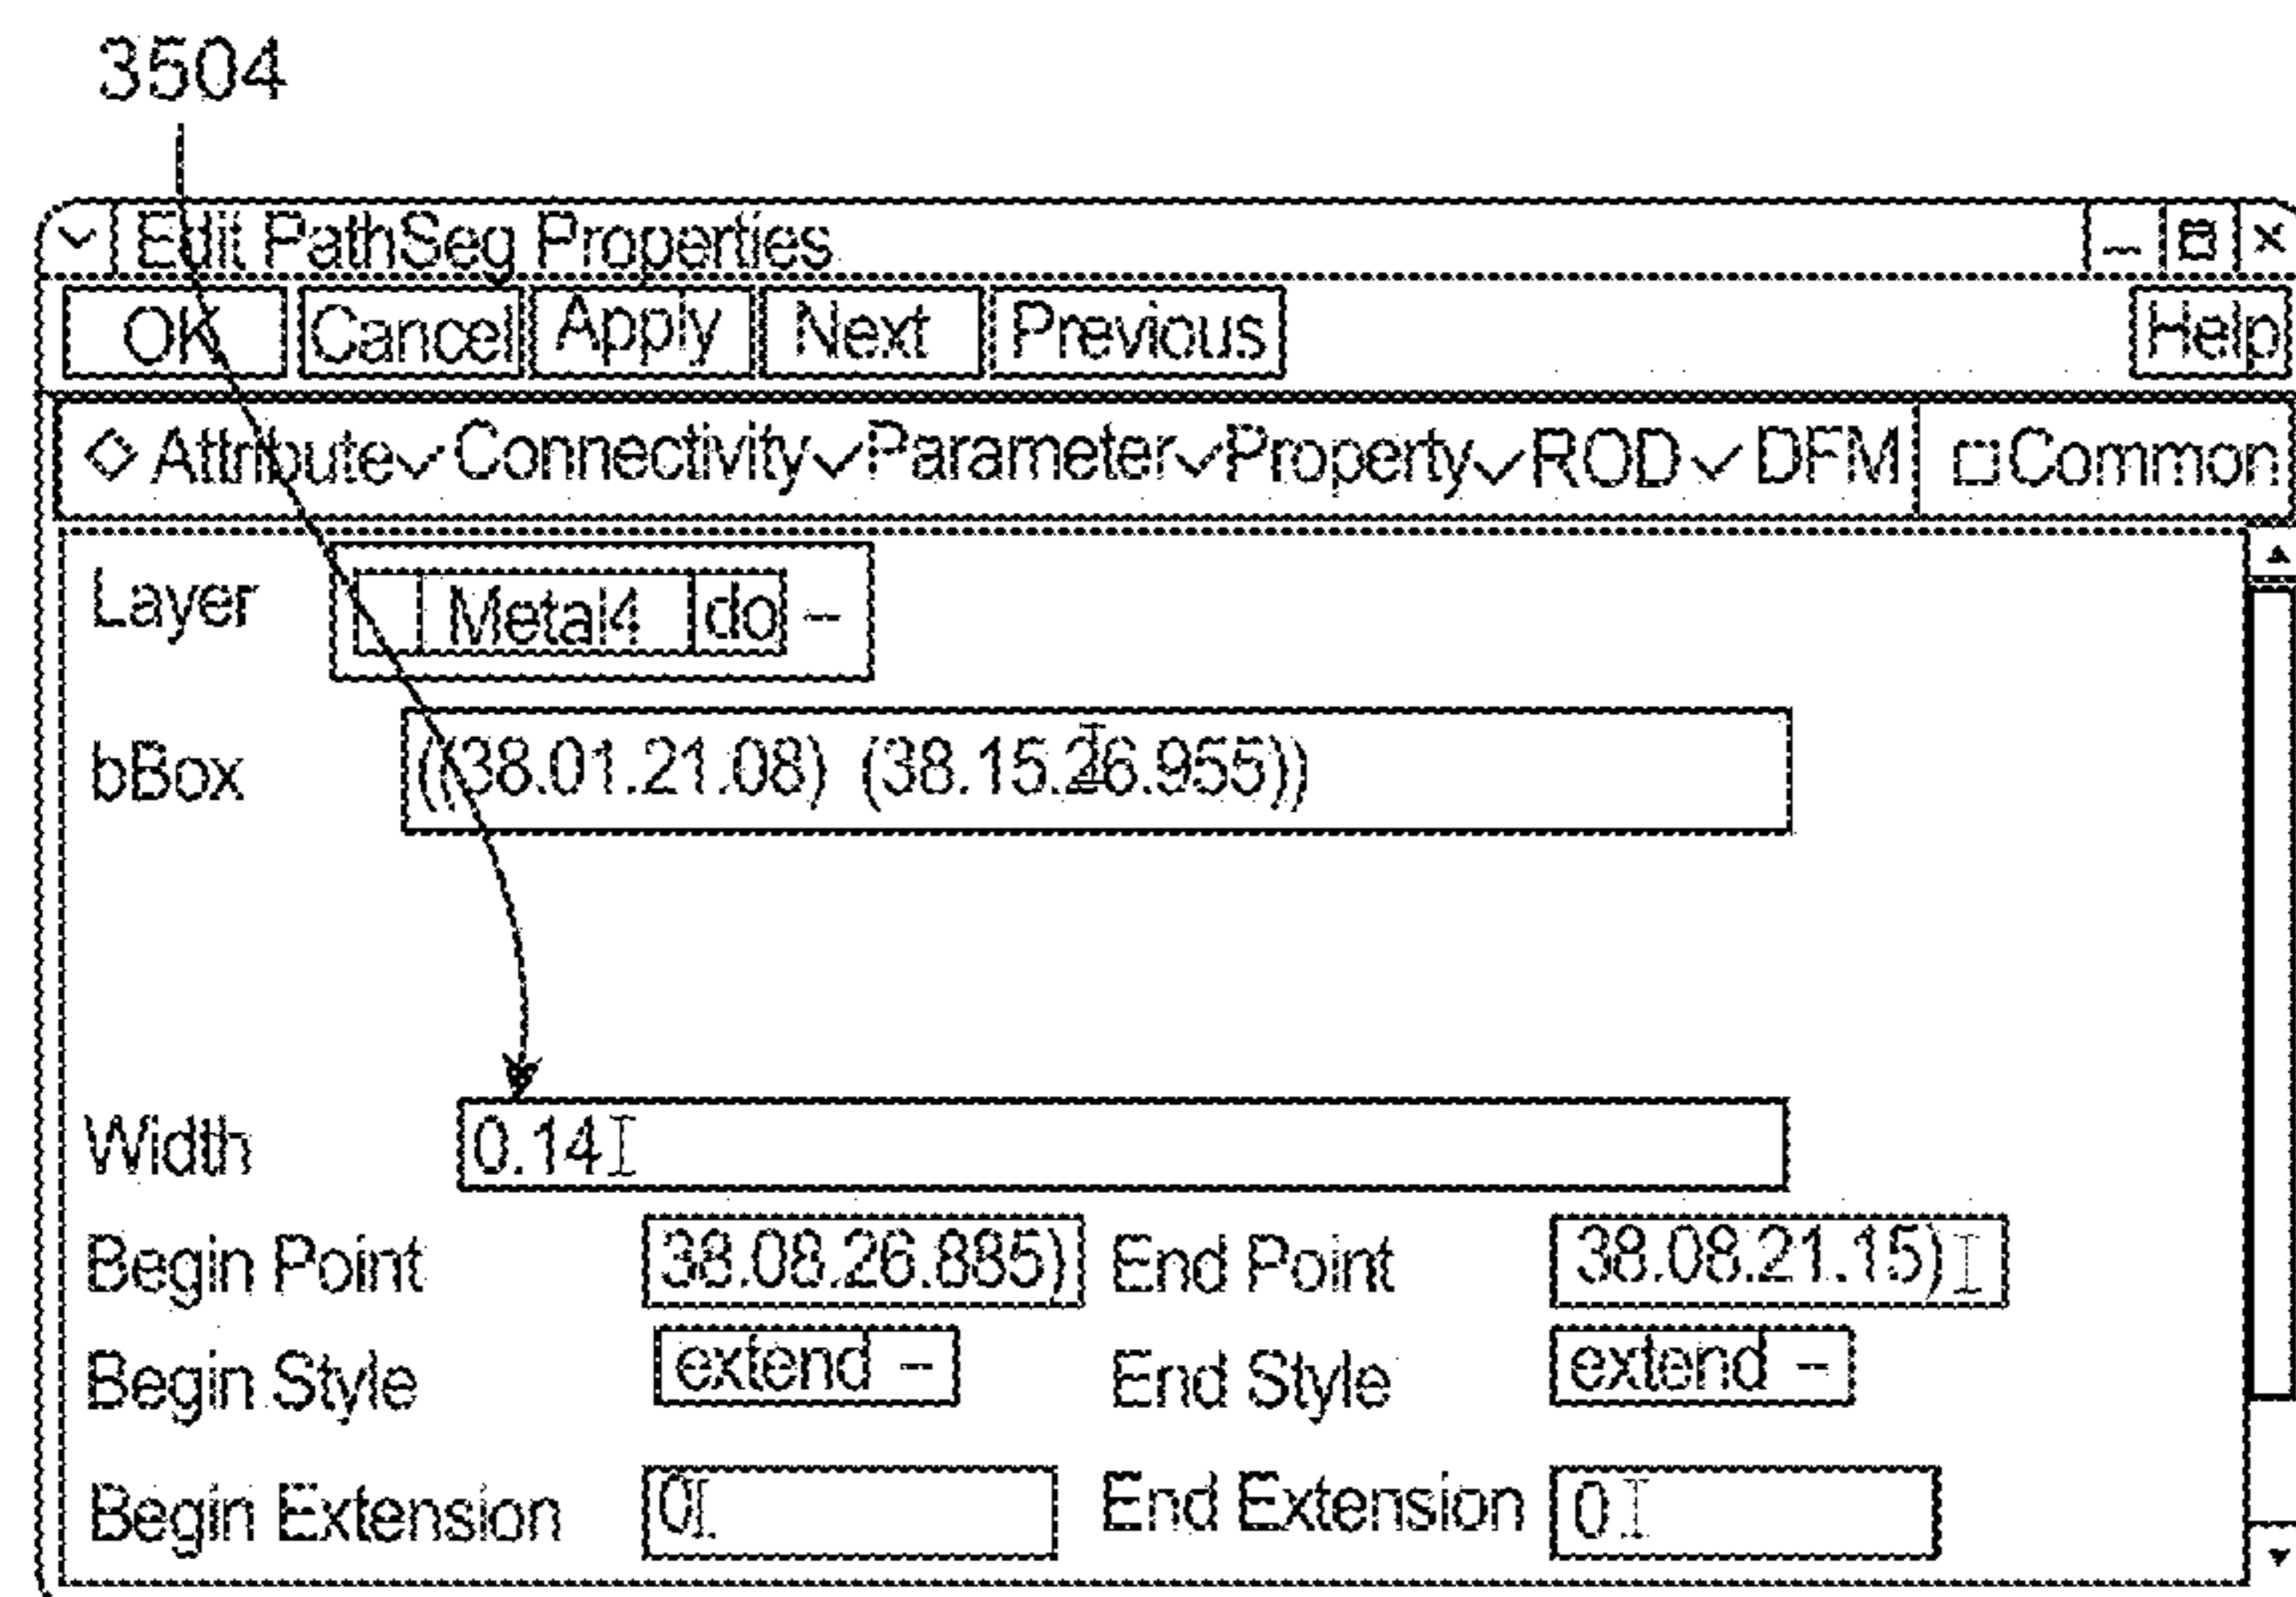 3504
Edit PathSeg Properties
OK Cancel Apply Next Previous Help
Attribute Connectivity Parameter Property ROD DFM Common
Layer Metal4 do -
bBox ((38.01.21.08) (38.15.26.955))
Width 0.14
Begin Point 38.08.26.885) End Point 38.08.21.15)
Begin Style extend - End Style extend -
Begin Extension 0 End Extension 0